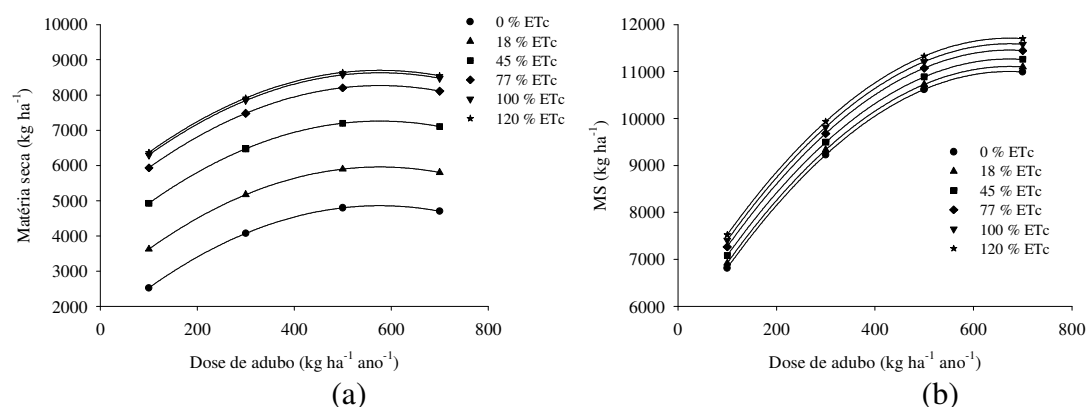 10000
9000
8000
7000
6000
5000
4000
3000
2000
Matéria seca (kg ha⁻¹)
0 200 400 600 800
Dose de adubo (kg ha⁻¹ ano⁻¹)
0 % ETc
18 % ETc
45 % ETc
77 % ETc
100 % ETc
120 % ETc
(a)
12000
11000
10000
9000
8000
7000
6000
MS (kg ha⁻¹)
0 % ETc
18 % ETc
45 % ETc
77 % ETc
100 % ETc
120 % ETc
0 200 400 600 800
Dose de adubo (kg ha⁻¹ ano⁻¹)
(b)